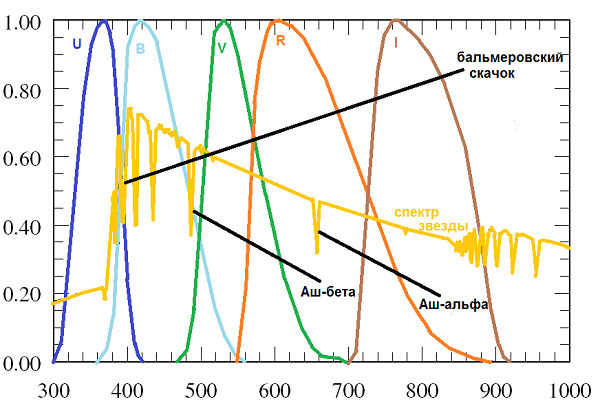 1.00
0.80
0.60
0.40
0.20
0.00
U
B
V
R
I
бальмеровский
скачок
спектр
звезды
Аш-бета
Аш-альфа
300 400 500 600 700 800 900 1000